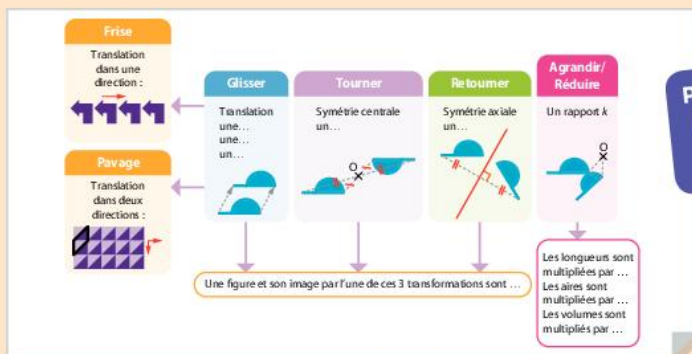 Frise
Translation
dans une
direction :
Pavage
Translation
dans deux
directions :
Glisser
Translation
une…
une…
un…
Tourner
Symétrie centrale
un…
O
Retourner
Symétrie axiale
un…
Agrandir/
Réduire
Un rapport k
O
Une figure et son image par l'une de ces 3 transformations sont …
Les longueurs sont
multipliées par …
Les aires sont
multipliées par …
Les volumes sont
multipliés par …
P